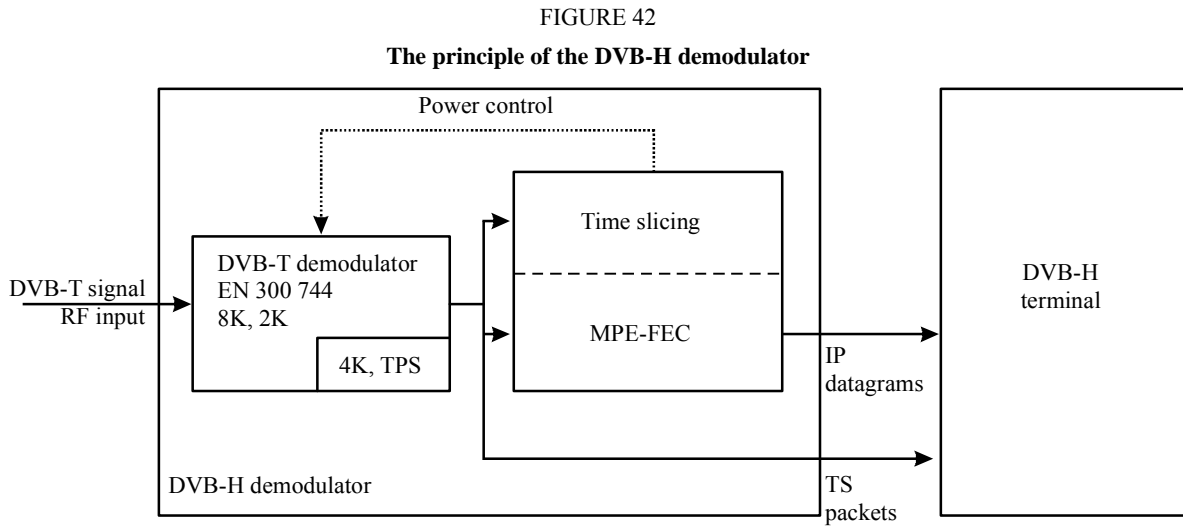 FIGURE 42
The principle of the DVB-H demodulator
Power control
Time slicing
DVB-T demodulator
EN 300 744
8K, 2K
DVB-T signal
RF input
4K, TPS
MPE-FEC
DVB-H
terminal
IP
datagrams
DVB-H demodulator
TS
packets